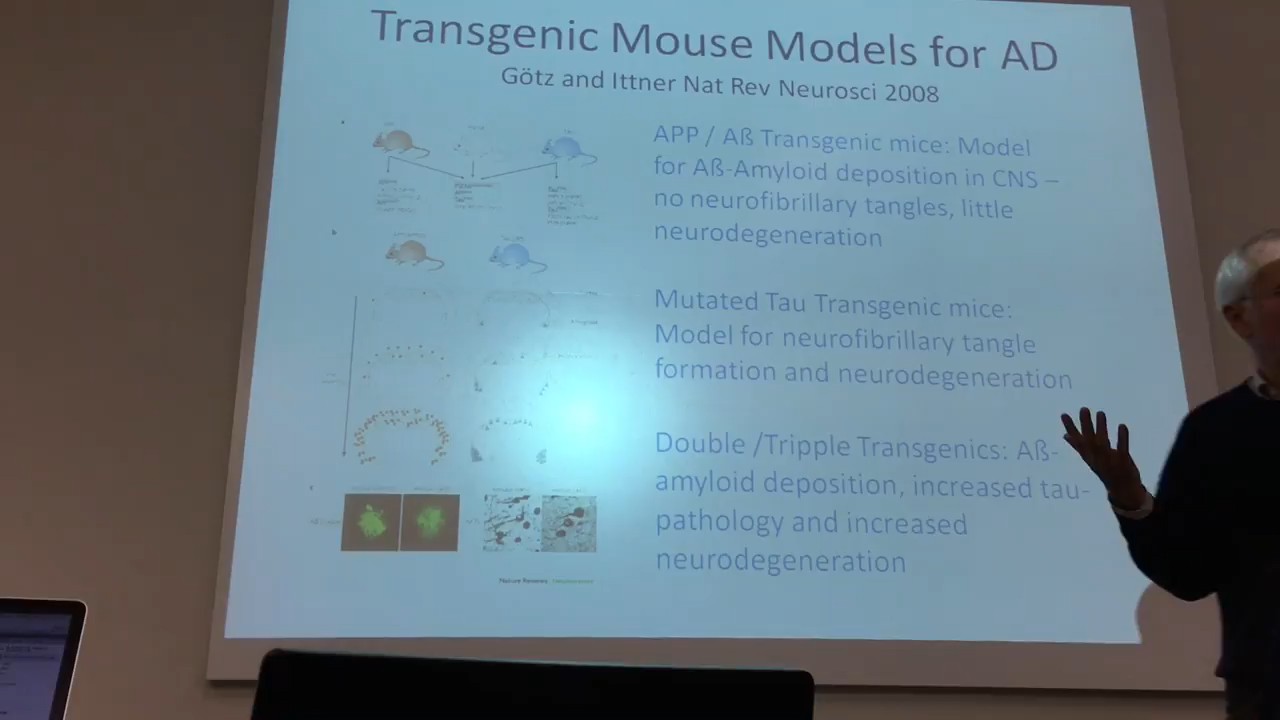 Transgenic Mouse Models for AD
Götz and Ittner Nat Rev Neurosci 2008
APP / Aß Transgenic mice: Model
for Aß-Amyloid deposition in CNS –
no neurofibrillary tangles, little
neurodegeneration
Mutated Tau Transgenic mice:
Model for neurofibrillary tangle
formation and neurodegeneration
Double /Tripple Transgenics: Aß-
amyloid deposition, increased tau-
pathology and increased
neurodegeneration
Nature Reviews